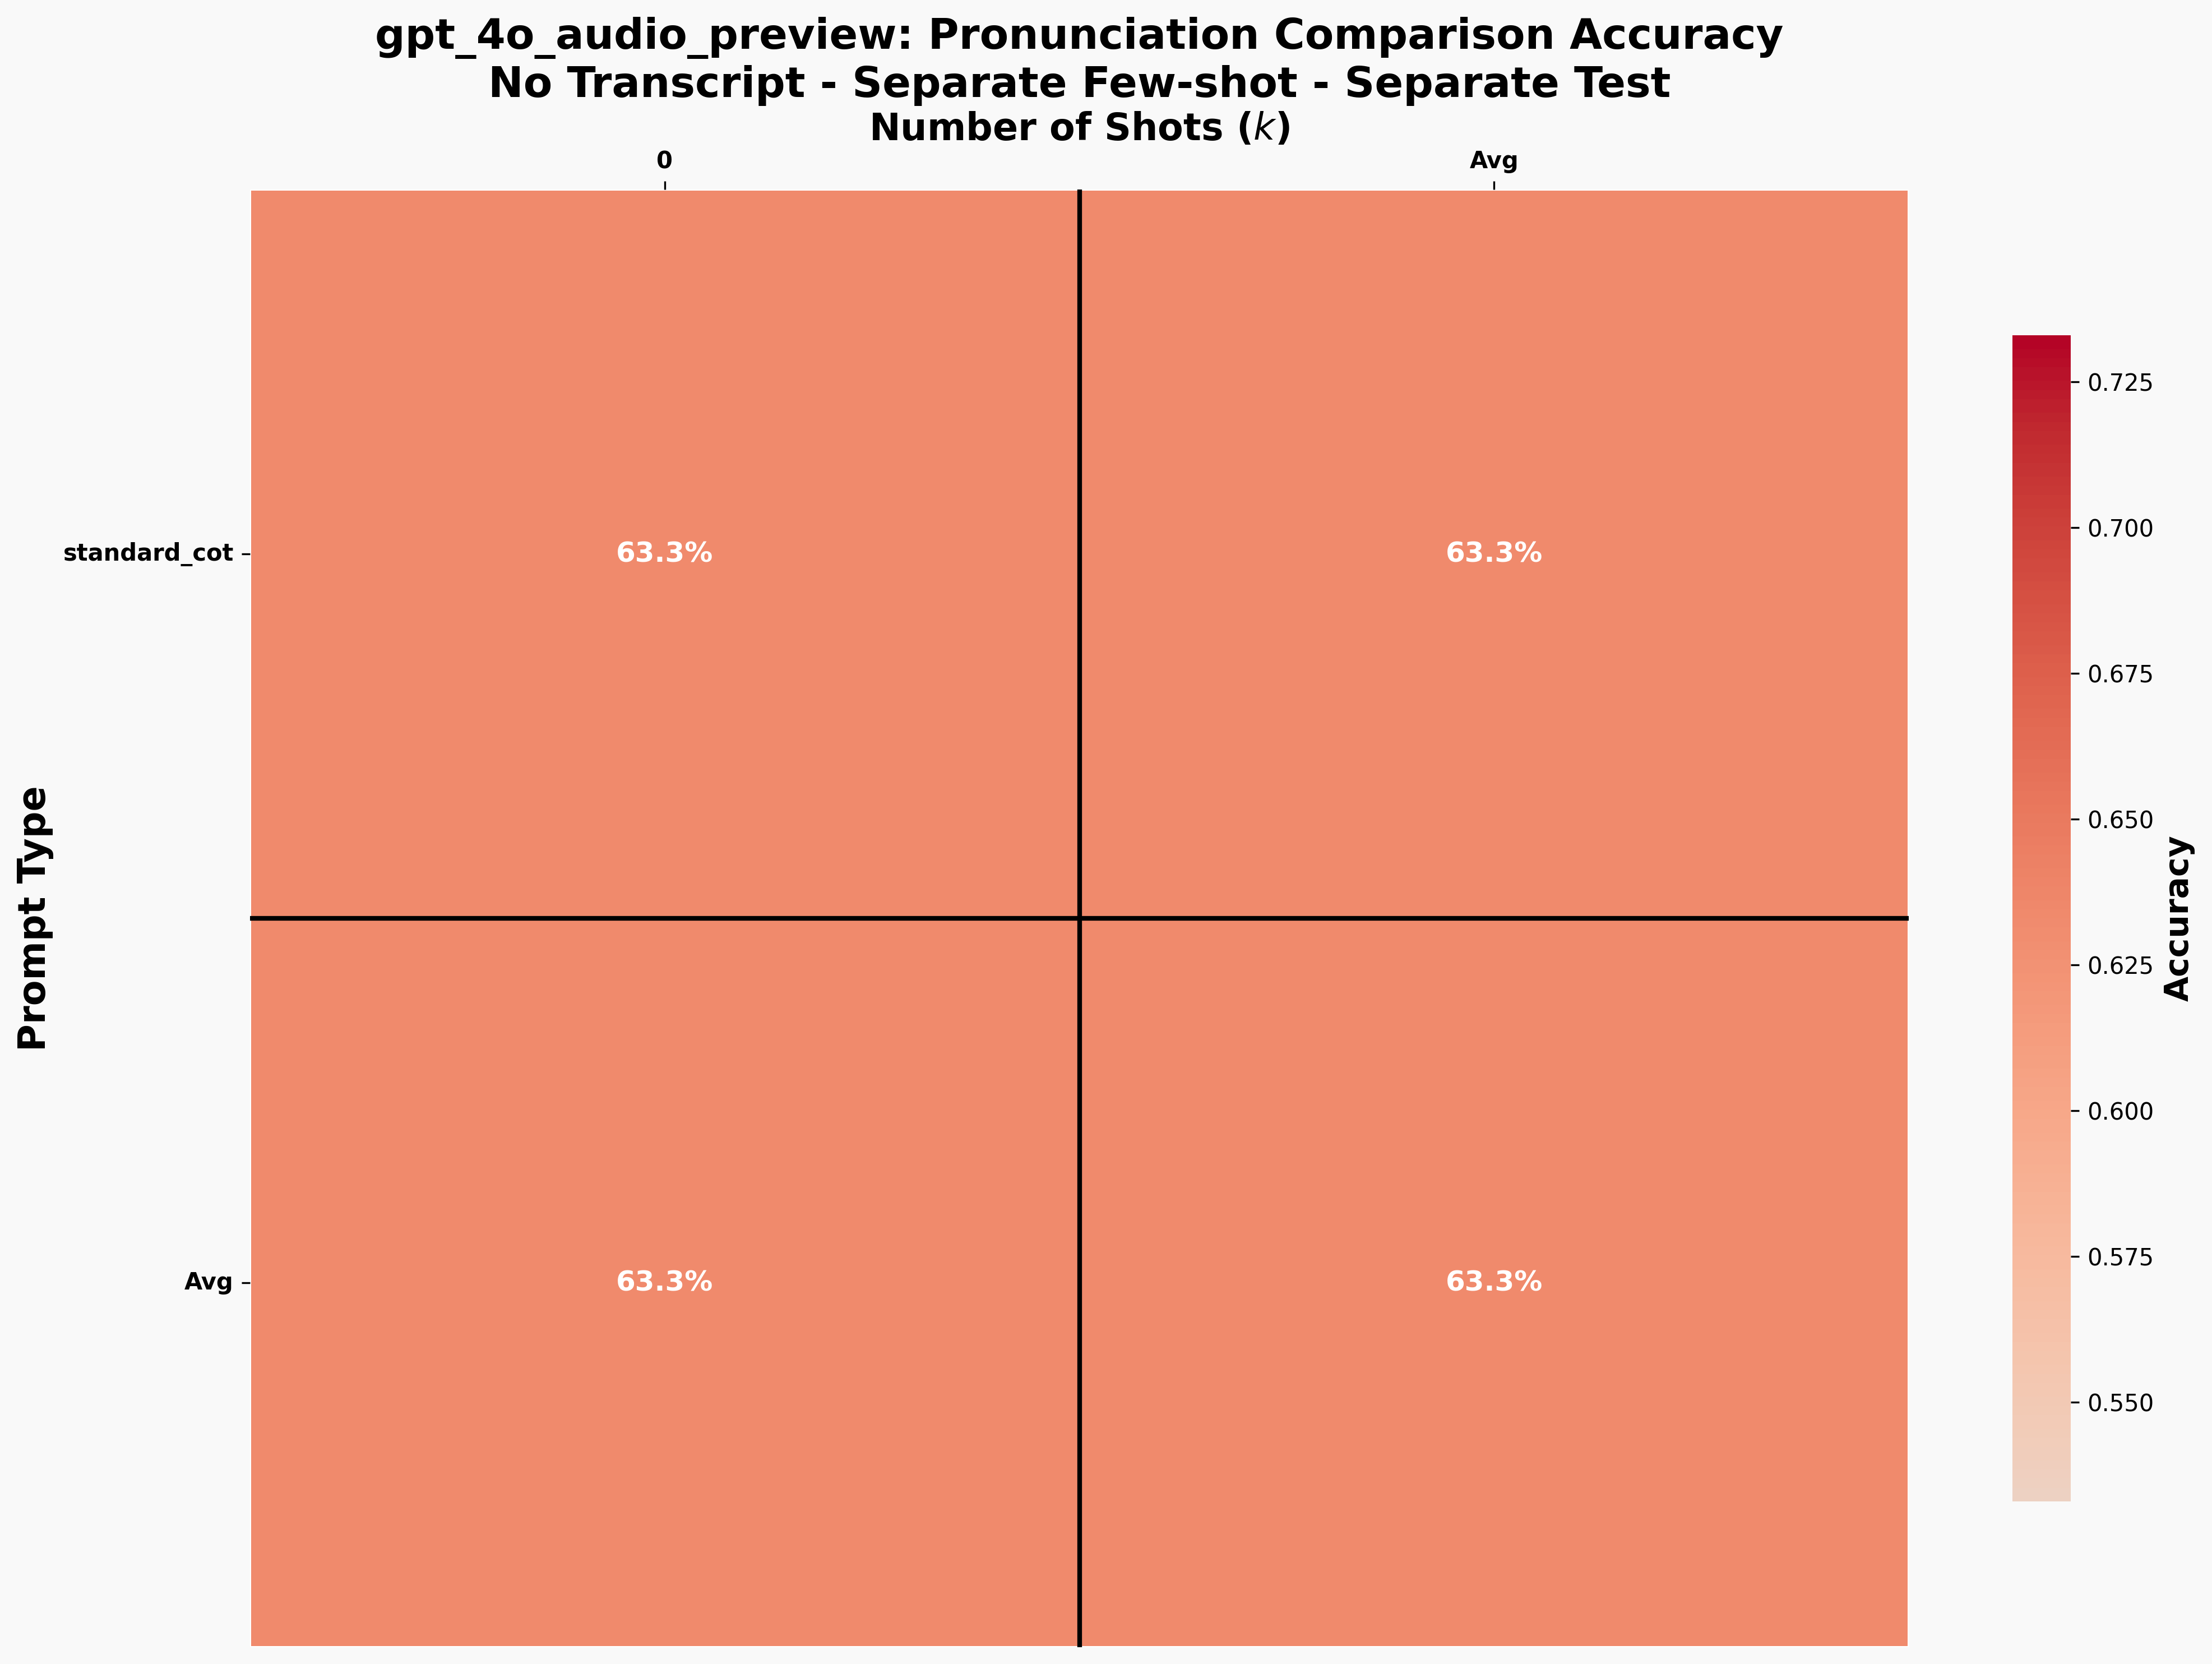 gpt_4o_audio_preview: Pronunciation Comparison Accuracy
No Transcript - Separate Few-shot - Separate Test
Number of Shots (k)
0 Avg
standard_cot 63.3% 63.3%
Avg 63.3% 63.3%
Prompt Type
0.725
0.700
0.675
0.650
0.625
0.600
0.575
0.550
Accuracy